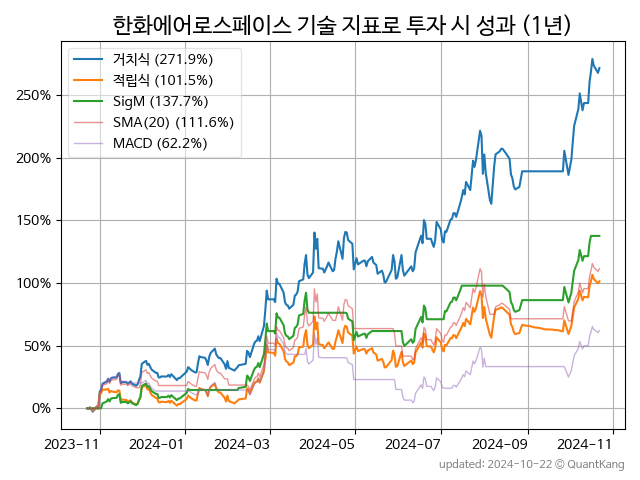 한화에어로스페이스 기술 지표로 투자 시 성과 (1년)
거치식 (271.9%)
적립식 (101.5%)
SigM (137.7%)
SMA(20) (111.6%)
MACD (62.2%)
250%
200%
150%
100%
50%
0%
2023-11 2024-01 2024-03 2024-05 2024-07 2024-09 2024-11
updated: 2024-10-22 © QuantKang